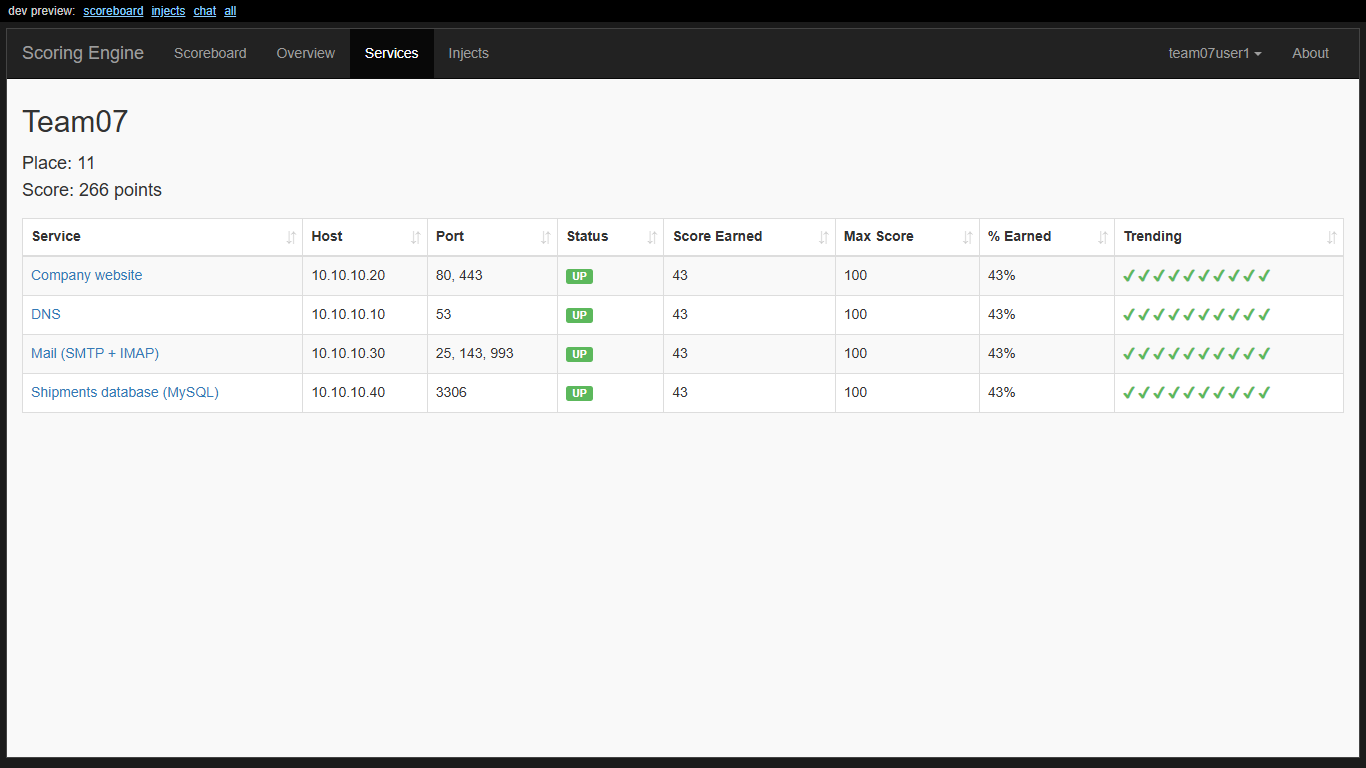 dev preview: scoreboard injects chat all
Scoring Engine Scoreboard Overview Services Injects team07user1 About
Team07
Place: 11
Score: 266 points
Service Host Port Status Score Earned Max Score % Earned Trending
Company website 10.10.10.20 80, 443 UP 43 100 43%
DNS 10.10.10.10 53 UP 43 100 43%
Mail (SMTP + IMAP) 10.10.10.30 25, 143, 993 UP 43 100 43%
Shipments database (MySQL) 10.10.10.40 3306 UP 43 100 43%